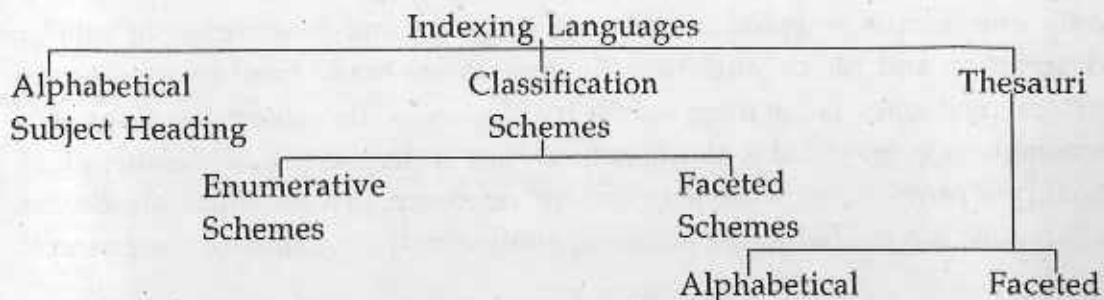 Indexing Languages
Alphabetical Classification Thesauri
Subject Heading Schemes
Enumerative Faceted
Schemes Schemes
Alphabetical Faceted